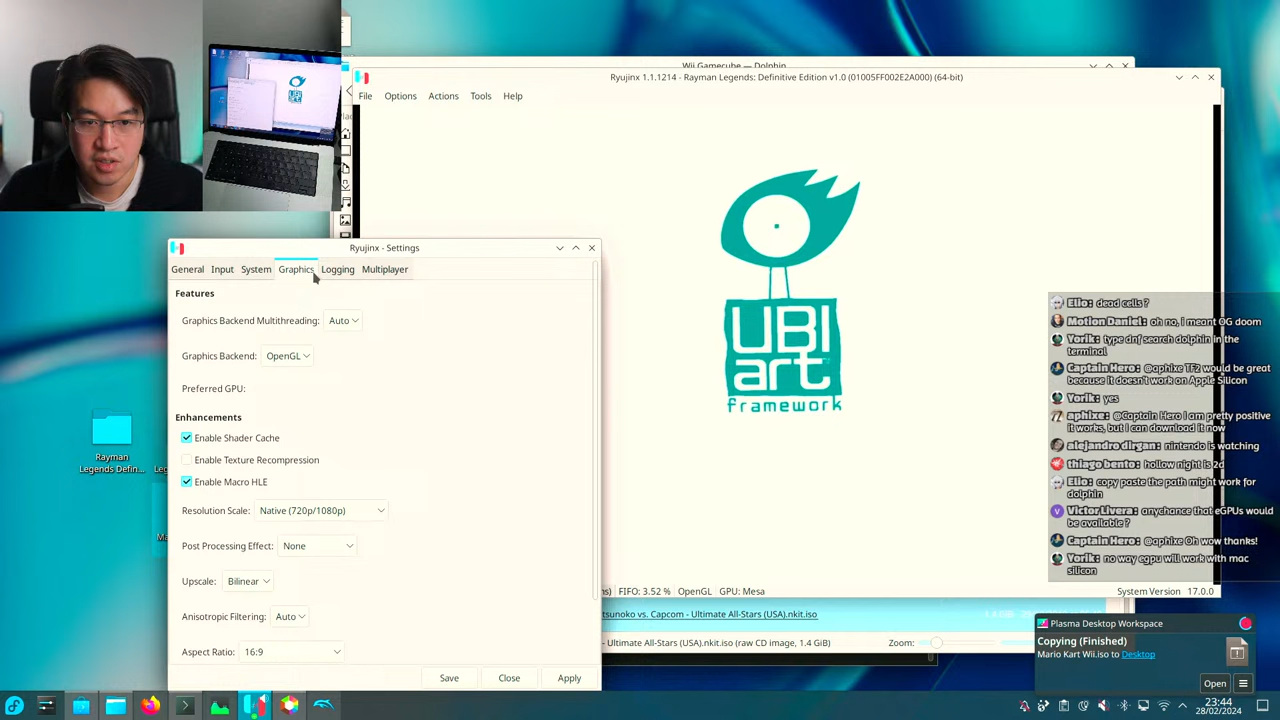 Wii Gamecube — Dolphin
Ryujinx 1.1.1214 - Rayman Legends: Definitive Edition v1.0 (01005FF002E2A000) (64-bit)
File Options Actions Tools Help
UBI
art
framework
Ryujinx - Settings
General Input System Graphics Logging Multiplayer
Features
Graphics Backend Multithreading: Auto
Graphics Backend: OpenGL
Preferred GPU:
Enhancements
Enable Shader Cache
Enable Texture Recompression
Enable Macro HLE
Resolution Scale: Native (720p/1080p)
Post Processing Effect: None
Upscale: Bilinear
Anisotropic Filtering: Auto
Aspect Ratio: 16:9
Save Close Apply
Rayman
Legends Defin...
FIFO: 3.52 % OpenGL GPU: Mesa
System Version 17.0.0
tsunoko vs. Capcom - Ultimate All-Stars (USA).nkit.iso
- Ultimate All-Stars (USA).nkit.iso (raw CD image, 1.4 GiB)
Zoom:
Elio: dead cells ?
Motion Daniel: oh no, I meant OG doom
Yorik: type dnf search dolphin in the
terminal
Captain Hero: @aphixe TF2 would be great
because it doesn't work on Apple Silicon
Yorik: yes
aphixe: @Captain Hero I am pretty positive
it works, but I can download it now
alejandro dirgan: nintendo is watching
thiago bento: hollow night is 2d
Elio: copy paste the path might work for
dolphin
Victor Livera: anychance that eGPUs would
be available ?
Captain Hero: @aphixe Oh wow thanks!
Yorik: no way egpu will work with mac
silicon
Plasma Desktop Workspace
Copying (Finished)
Mario Kart Wii.iso to Desktop
Open
23:44
28/02/2024